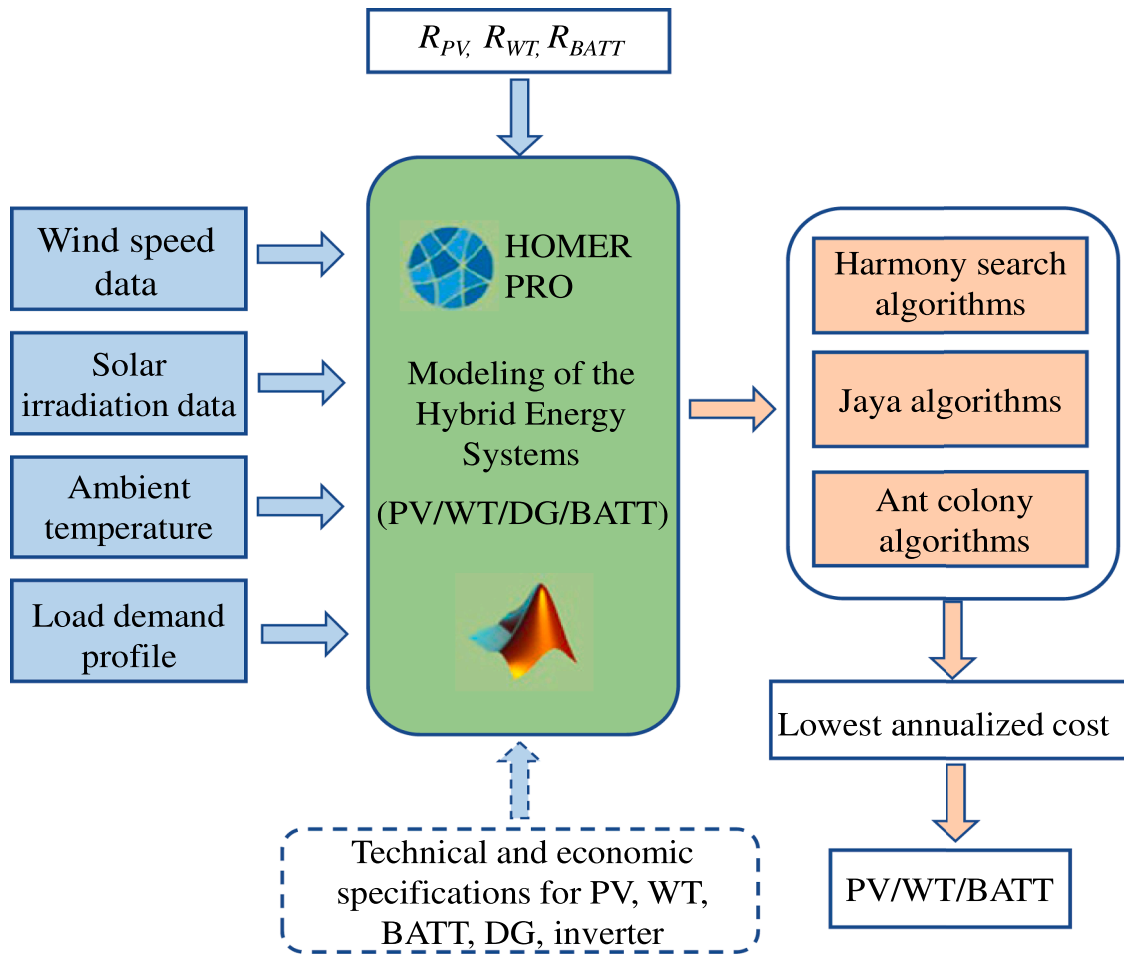 R_PV, R_WT, R_BATT
Wind speed
data
Solar
irradiation data
Ambient
temperature
Load demand
profile
HOMER
PRO
Modeling of the
Hybrid Energy
Systems
(PV/WT/DG/BATT)
Technical and economic
specifications for PV, WT,
BATT, DG, inverter
Harmony search
algorithms
Jaya algorithms
Ant colony
algorithms
Lowest annualized cost
PV/WT/BATT